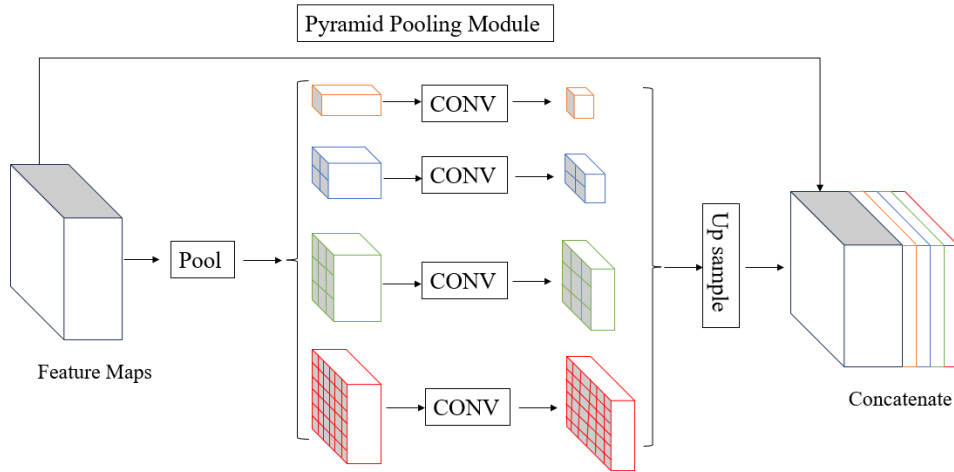 Pyramid Pooling Module
CONV
CONV
Pool
CONV
Up sample
CONV
Feature Maps
Concatenate